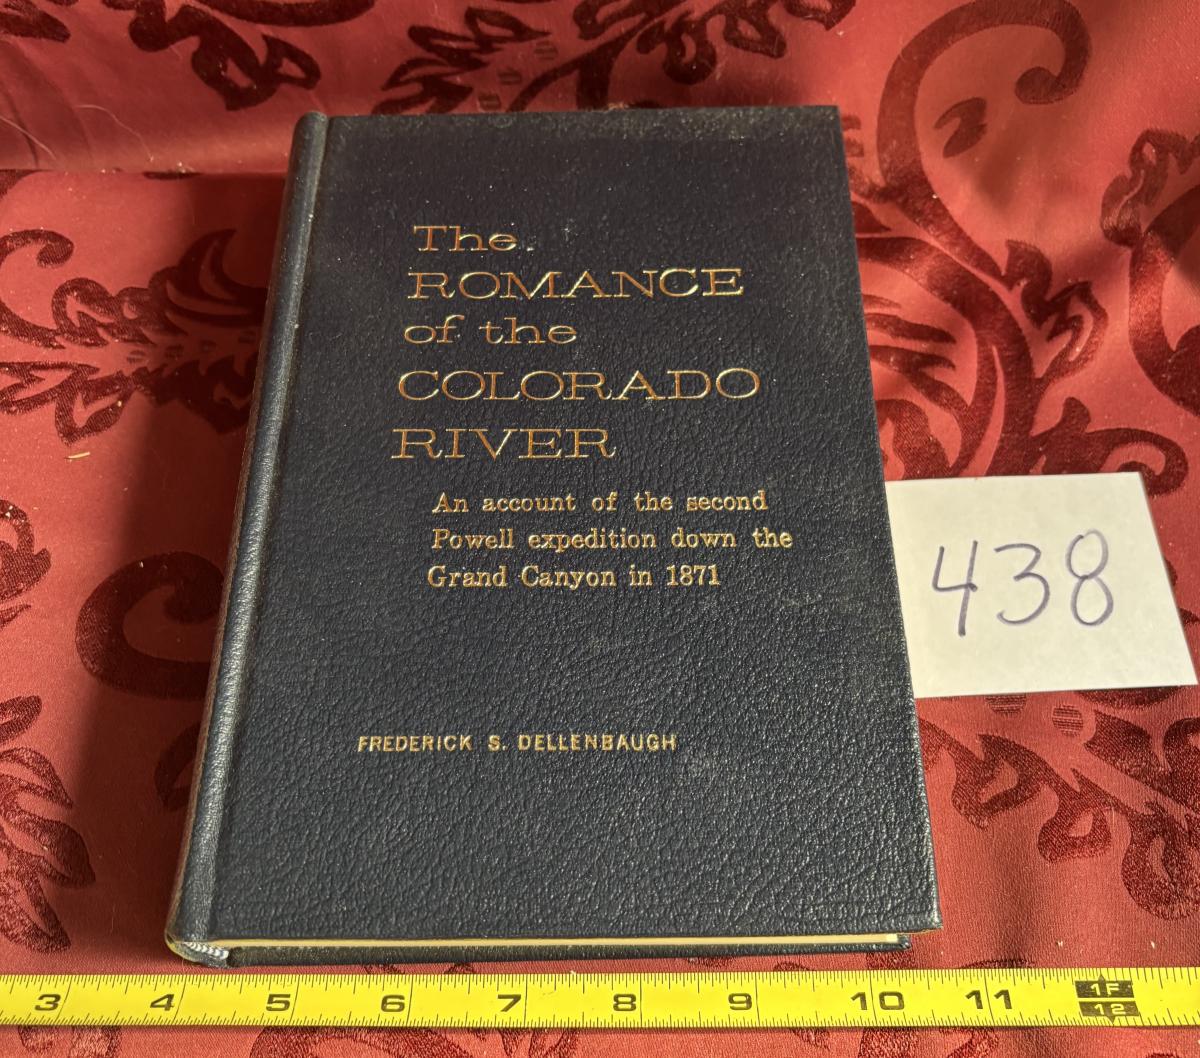 The
ROMANCE
of the
COLORADO
RIVER
An account of the second
Powell expedition down the
Grand Canyon in 1871
FREDERICK S. DELLENBAUGH
438
3 4 5 6 7 8 9 10 11 1F
12